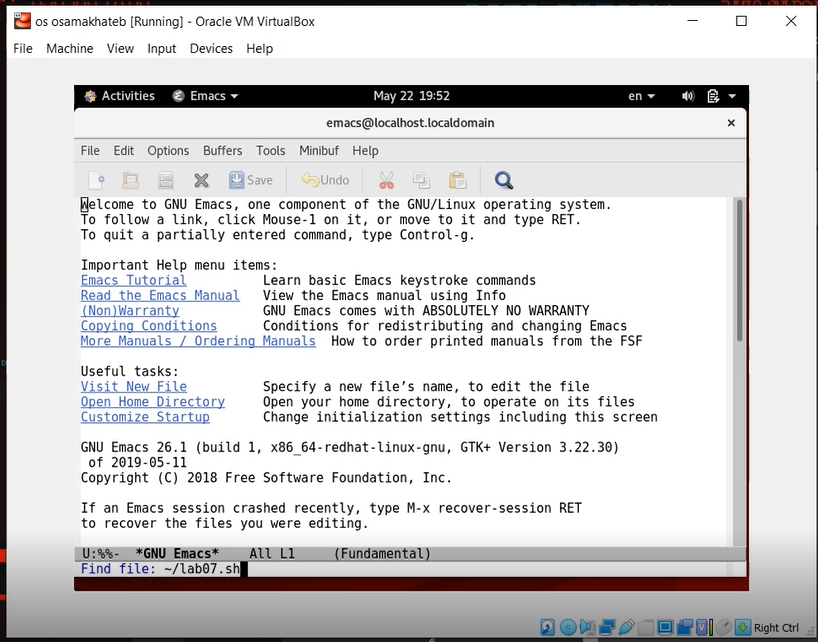 os osamakhateb [Running] - Oracle VM VirtualBox
File Machine View Input Devices Help
Activities Emacs May 22 19:52 en
emacs@localhost.localdomain
File Edit Options Buffers Tools Minibuf Help
Save Undo
Welcome to GNU Emacs, one component of the GNU/Linux operating system.
To follow a link, click Mouse-1 on it, or move to it and type RET.
To quit a partially entered command, type Control-g.
Important Help menu items:
Emacs Tutorial Learn basic Emacs keystroke commands
Read the Emacs Manual View the Emacs manual using Info
(Non)Warranty GNU Emacs comes with ABSOLUTELY NO WARRANTY
Copying Conditions Conditions for redistributing and changing Emacs
More Manuals / Ordering Manuals How to order printed manuals from the FSF
Useful tasks:
Visit New File Specify a new file’s name, to edit the file
Open Home Directory Open your home directory, to operate on its files
Customize Startup Change initialization settings including this screen
GNU Emacs 26.1 (build 1, x86_64-redhat-linux-gnu, GTK+ Version 3.22.30)
of 2019-05-11
Copyright (C) 2018 Free Software Foundation, Inc.
If an Emacs session crashed recently, type M-x recover-session RET
to recover the files you were editing.
U:%%- *GNU Emacs* All L1 (Fundamental)
Find file: ~/lab07.sh
Right Ctrl